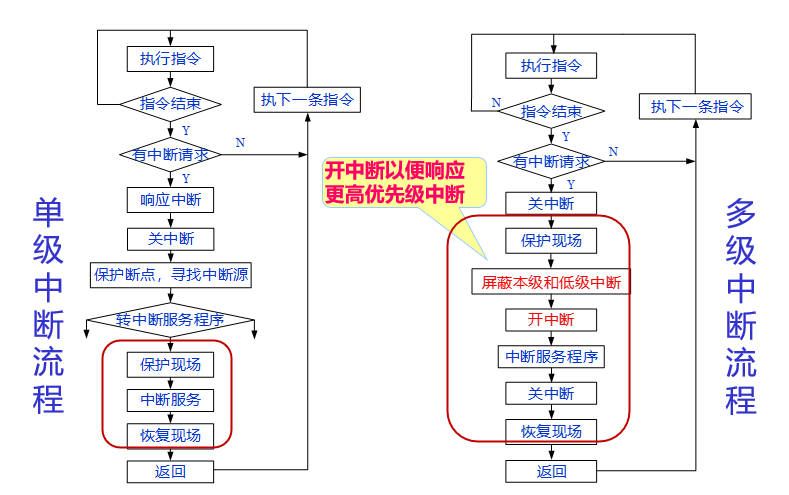 单级中断流程
执行指令
指令结束
Y
有中断请求
N
执下一条指令
Y
响应中断
关中断
保护断点，寻找中断源
转中断服务程序
保护现场
中断服务
恢复现场
返回
开中断以便响应
更高优先级中断
执行指令
N
指令结束
Y
有中断请求
N
执下一条指令
Y
关中断
保护现场
屏蔽本级和低级中断
开中断
中断服务程序
关中断
恢复现场
返回
多级中断流程